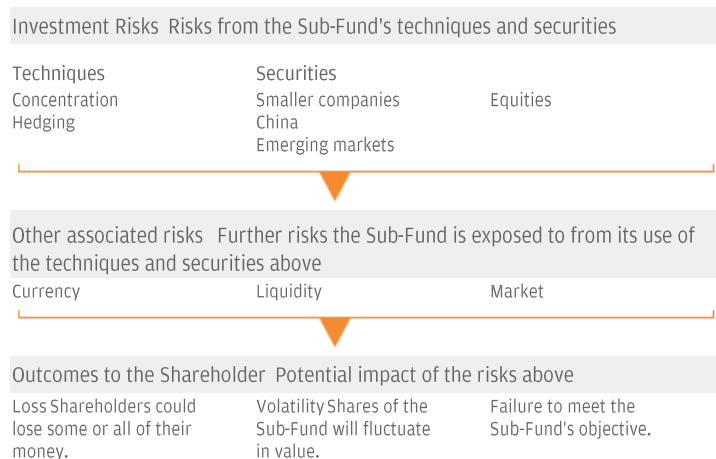 Investment Risks Risks from the Sub-Fund's techniques and securities
Techniques
Concentration
Hedging
Securities
Smaller companies
China
Emerging markets
Equities
Other associated risks Further risks the Sub-Fund is exposed to from its use of
the techniques and securities above
Currency
Liquidity
Market
Outcomes to the Shareholder Potential impact of the risks above
Loss Shareholders could
lose some or all of their
money.
Volatility Shares of the
Sub-Fund will fluctuate
in value.
Failure to meet the
Sub-Fund's objective.